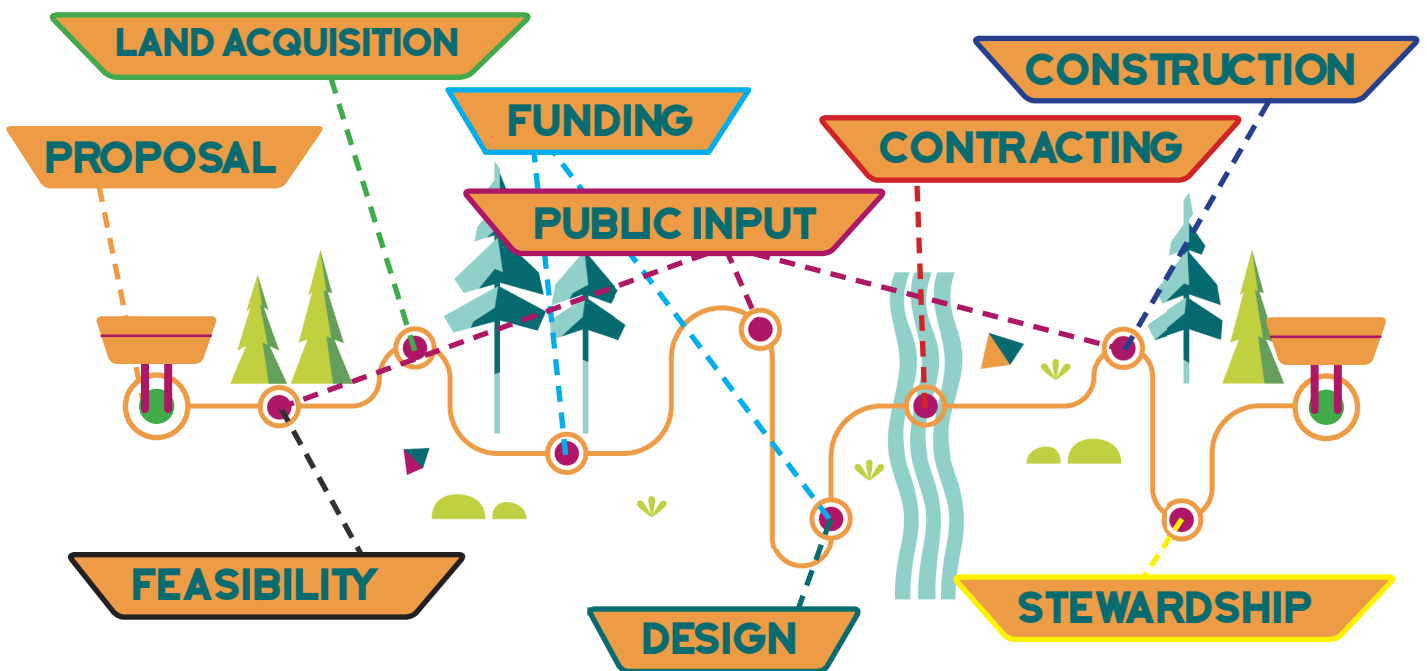 LAND ACQUISITION
CONSTRUCTION
FUNDING
CONTRACTING
PROPOSAL
PUBLIC INPUT
FEASIBILITY
STEWARDSHIP
DESIGN